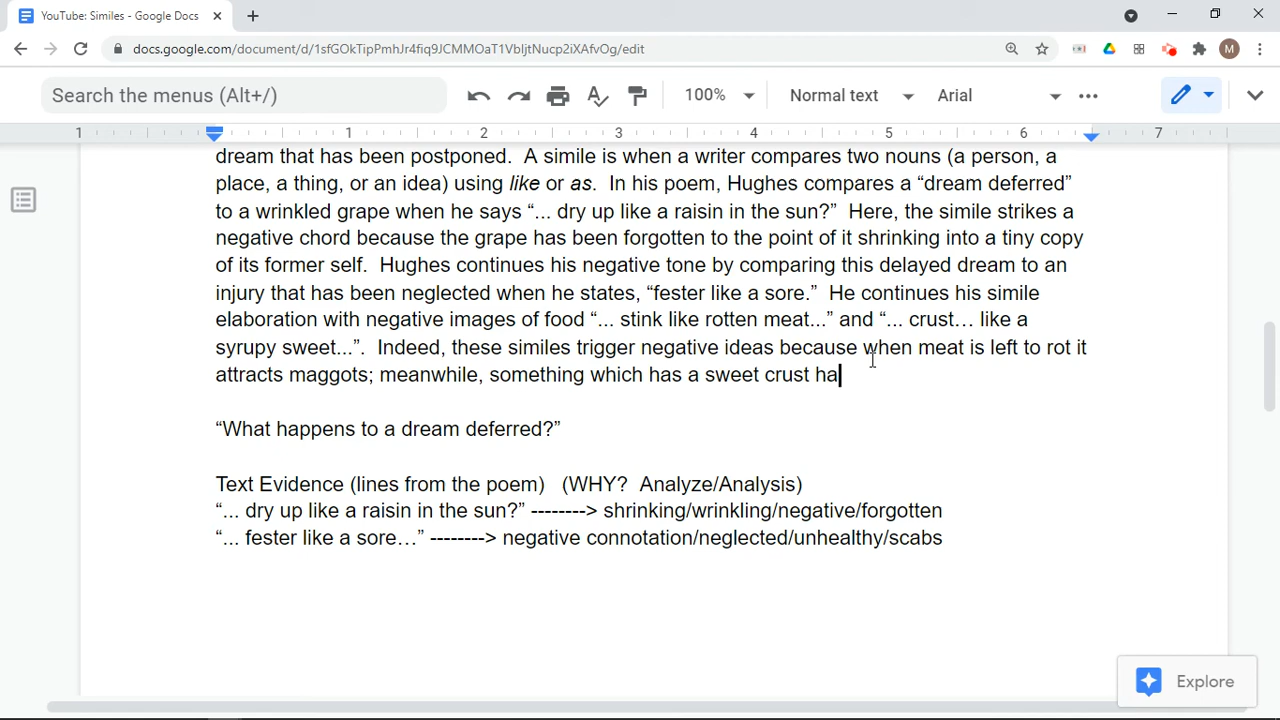 YouTube: Similes - Google Docs
docs.google.com/document/d/1sfGOkTipPmhJr4fiq9JCMMOaT1VbljtNucp2iXAfvOg/edit
M
Search the menus (Alt+/)
100%
Normal text
Arial
1 1 2 3 4 5 6 7
dream that has been postponed.  A simile is when a writer compares two nouns (a person, a
place, a thing, or an idea) using like or as.  In his poem, Hughes compares a “dream deferred”
to a wrinkled grape when he says “... dry up like a raisin in the sun?”  Here, the simile strikes a
negative chord because the grape has been forgotten to the point of it shrinking into a tiny copy
of its former self.  Hughes continues his negative tone by comparing this delayed dream to an
injury that has been neglected when he states, “fester like a sore.”  He continues his simile
elaboration with negative images of food “... stink like rotten meat...” and “... crust… like a
syrupy sweet...”.  Indeed, these similes trigger negative ideas because when meat is left to rot it
attracts maggots; meanwhile, something which has a sweet crust ha
“What happens to a dream deferred?”
Text Evidence (lines from the poem)   (WHY?  Analyze/Analysis)
“... dry up like a raisin in the sun?” --------> shrinking/wrinkling/negative/forgotten
“... fester like a sore…” --------> negative connotation/neglected/unhealthy/scabs
Explore